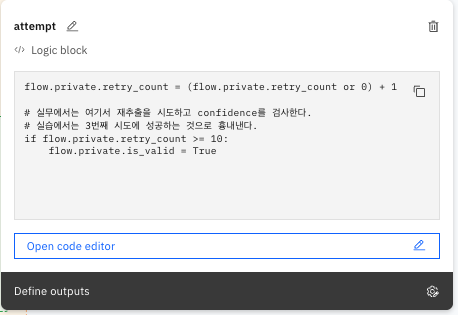 attempt
</> Logic block
flow.private.retry_count = (flow.private.retry_count or 0) + 1
# 실무에서는 여기서 재추출을 시도하고 confidence를 검사한다.
# 실습에서는 3번째 시도에 성공하는 것으로 흉내낸다.
if flow.private.retry_count >= 10:
    flow.private.is_valid = True
Open code editor
Define outputs